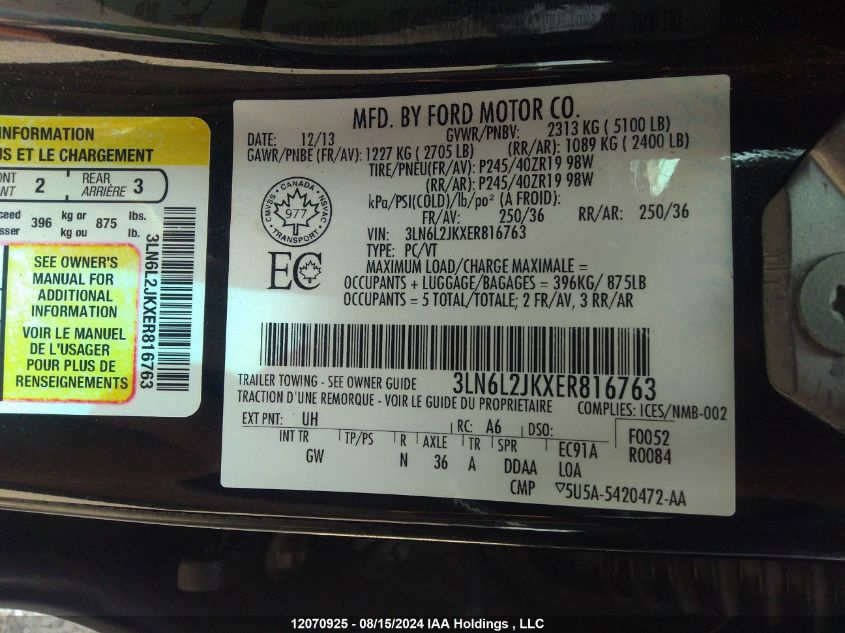 INFORMATION
US ET LE CHARGEMENT
2
REAR
ARRIÈRE 3
396 kg or 875 lbs.
kg ou lb.
SEE OWNER'S
MANUAL FOR
ADDITIONAL
INFORMATION
VOIR LE MANUEL
DE L'USAGER
POUR PLUS DE
RENSEIGNEMENTS
3LN6L2JKXER816763
MFD. BY FORD MOTOR CO.
DATE: 12/13 GVWR/PNBV: 2313 KG ( 5100 LB)
GAWR/PNBE (FR/AV): 1227 KG ( 2705 LB) (RR/AR): 1089 KG ( 2400 LB)
TIRE/PNEU(FR/AV): P245/40ZR19 98W
(RR/AR): P245/40ZR19 98W
kPa/PSI(COLD)/lb/po² (A FROID):
FR/AV: 250/36 RR/AR: 250/36
VIN: 3LN6L2JKXER816763
TYPE: PC/VT
MAXIMUM LOAD/CHARGE MAXIMALE =
OCCUPANTS + LUGGAGE/BAGAGES = 396KG/ 875LB
OCCUPANTS = 5 TOTAL/TOTALE; 2 FR/AV, 3 RR/AR
CANADA
CMVSS 977 NSVAC
TRANSPORT
EC
3LN6L2JKXER816763
TRAILER TOWING - SEE OWNER GUIDE
TRACTION D'UNE REMORQUE - VOIR LE GUIDE DU PROPRIETAIRE
COMPLIES: ICES/NMB-002
EXT PNT: UH RC: A6 DSO: F0052
INT TR TP/PS R AXLE TR SPR EC91A R0084
GW N 36 A DDAA LOA
CMP ▽5U5A-5420472-AA
12070925 - 08/15/2024 IAA Holdings , LLC